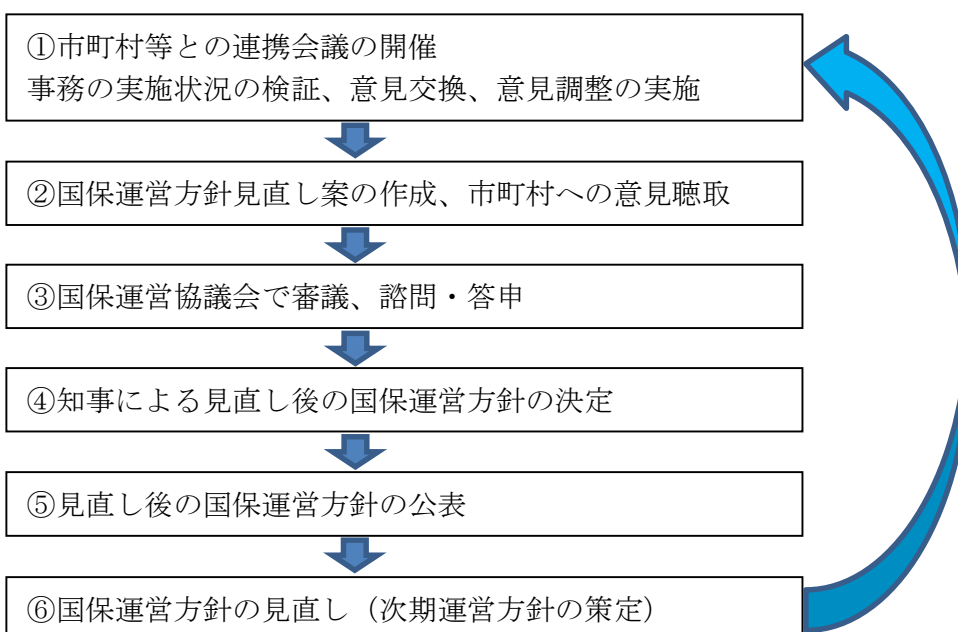 ①市町村等との連携会議の開催
事務の実施状況の検証、意見交換、意見調整の実施
②国保運営方針見直し案の作成、市町村への意見聴取
③国保運営協議会で審議、諮問・答申
④知事による見直し後の国保運営方針の決定
⑤見直し後の国保運営方針の公表
⑥国保運営方針の見直し（次期運営方針の策定）